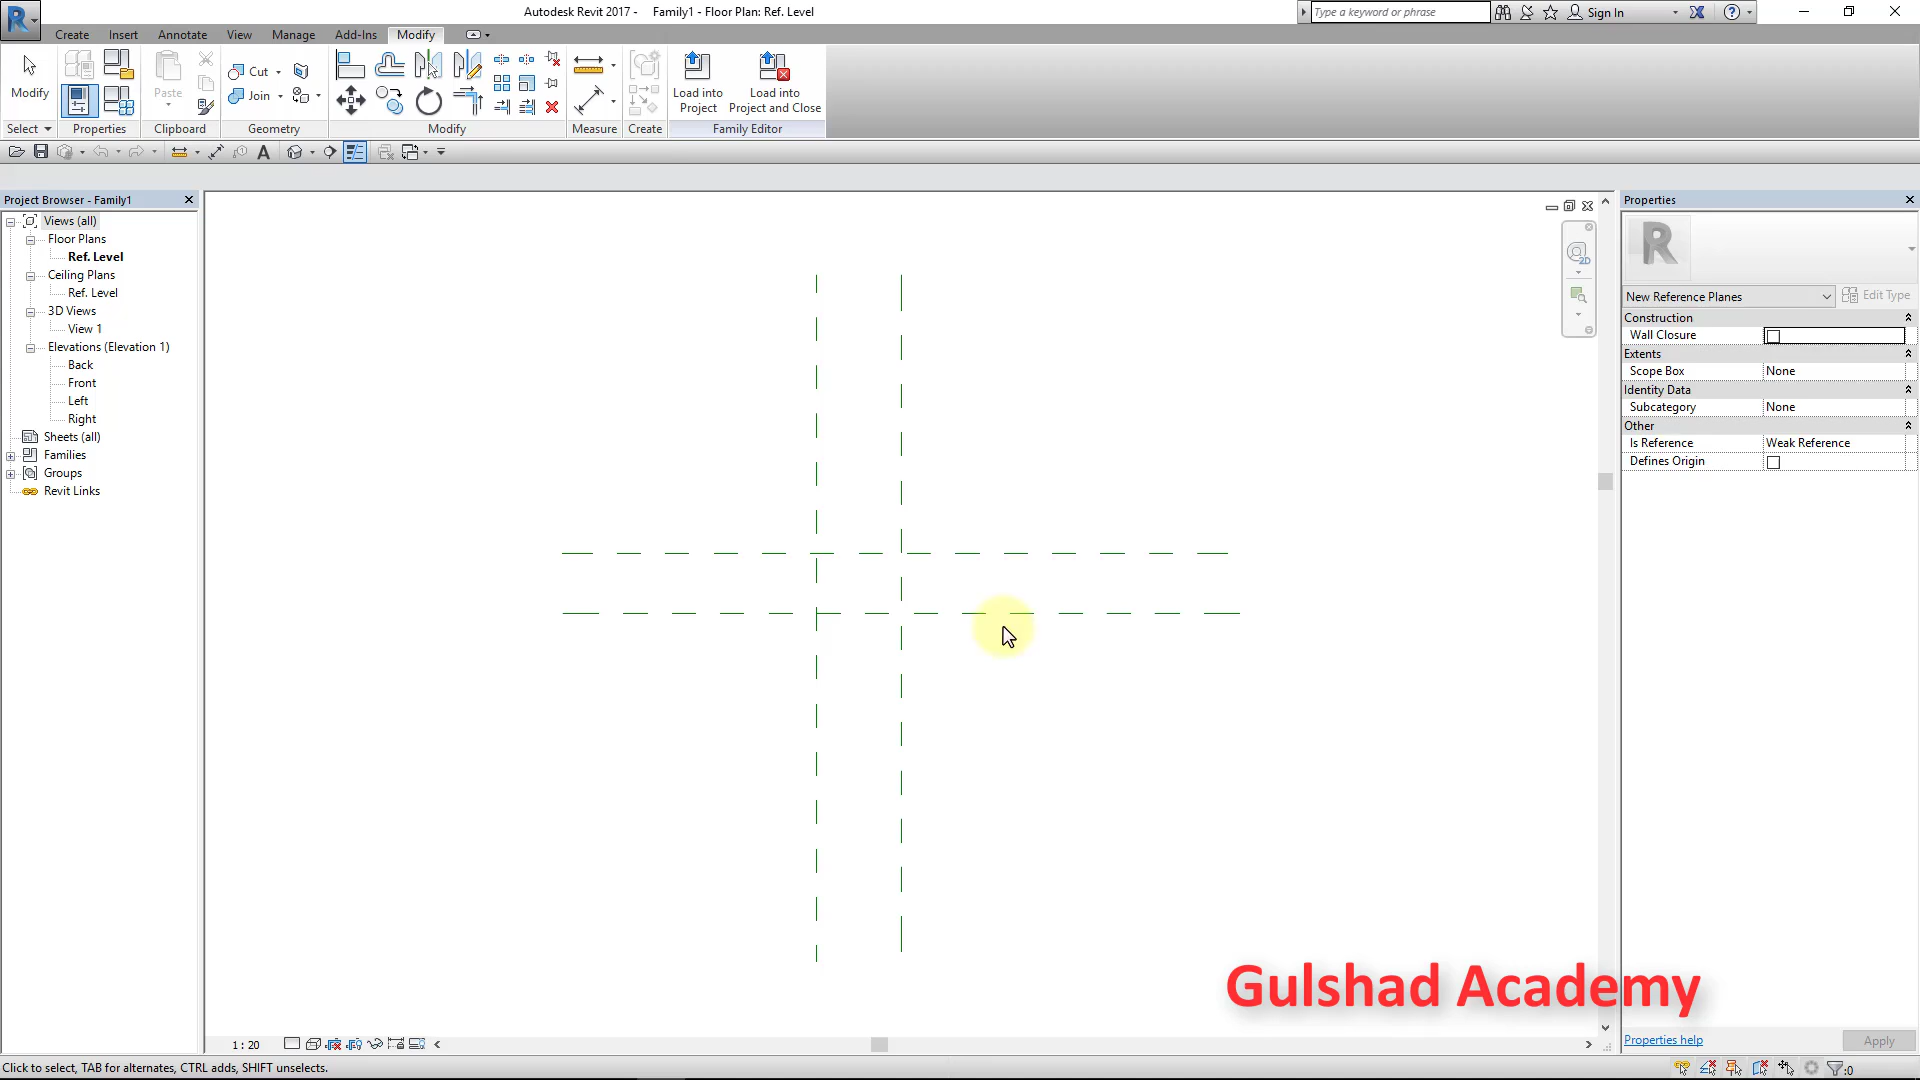 Autodesk Revit 2017 - Family1 - Floor Plan: Ref. Level
Type a keyword or phrase
Sign In
Create Insert Annotate View Manage Add-Ins Modify
Modify
Paste
Cut
Join
Load into Project
Load into Project and Close
Select Properties Clipboard Geometry Modify Measure Create Family Editor
Project Browser - Family1
Views (all)
Floor Plans
Ref. Level
Ceiling Plans
Ref. Level
3D Views
View 1
Elevations (Elevation 1)
Back
Front
Left
Right
Sheets (all)
Families
Groups
Revit Links
2D
Properties
New Reference Planes
Edit Type
Construction
Wall Closure
Extents
Scope Box None
Identity Data
Subcategory None
Other
Is Reference Weak Reference
Defines Origin
Gulshad Academy
Properties help
Apply
1 : 20
Click to select, TAB for alternates, CTRL adds, SHIFT unselects.
:0